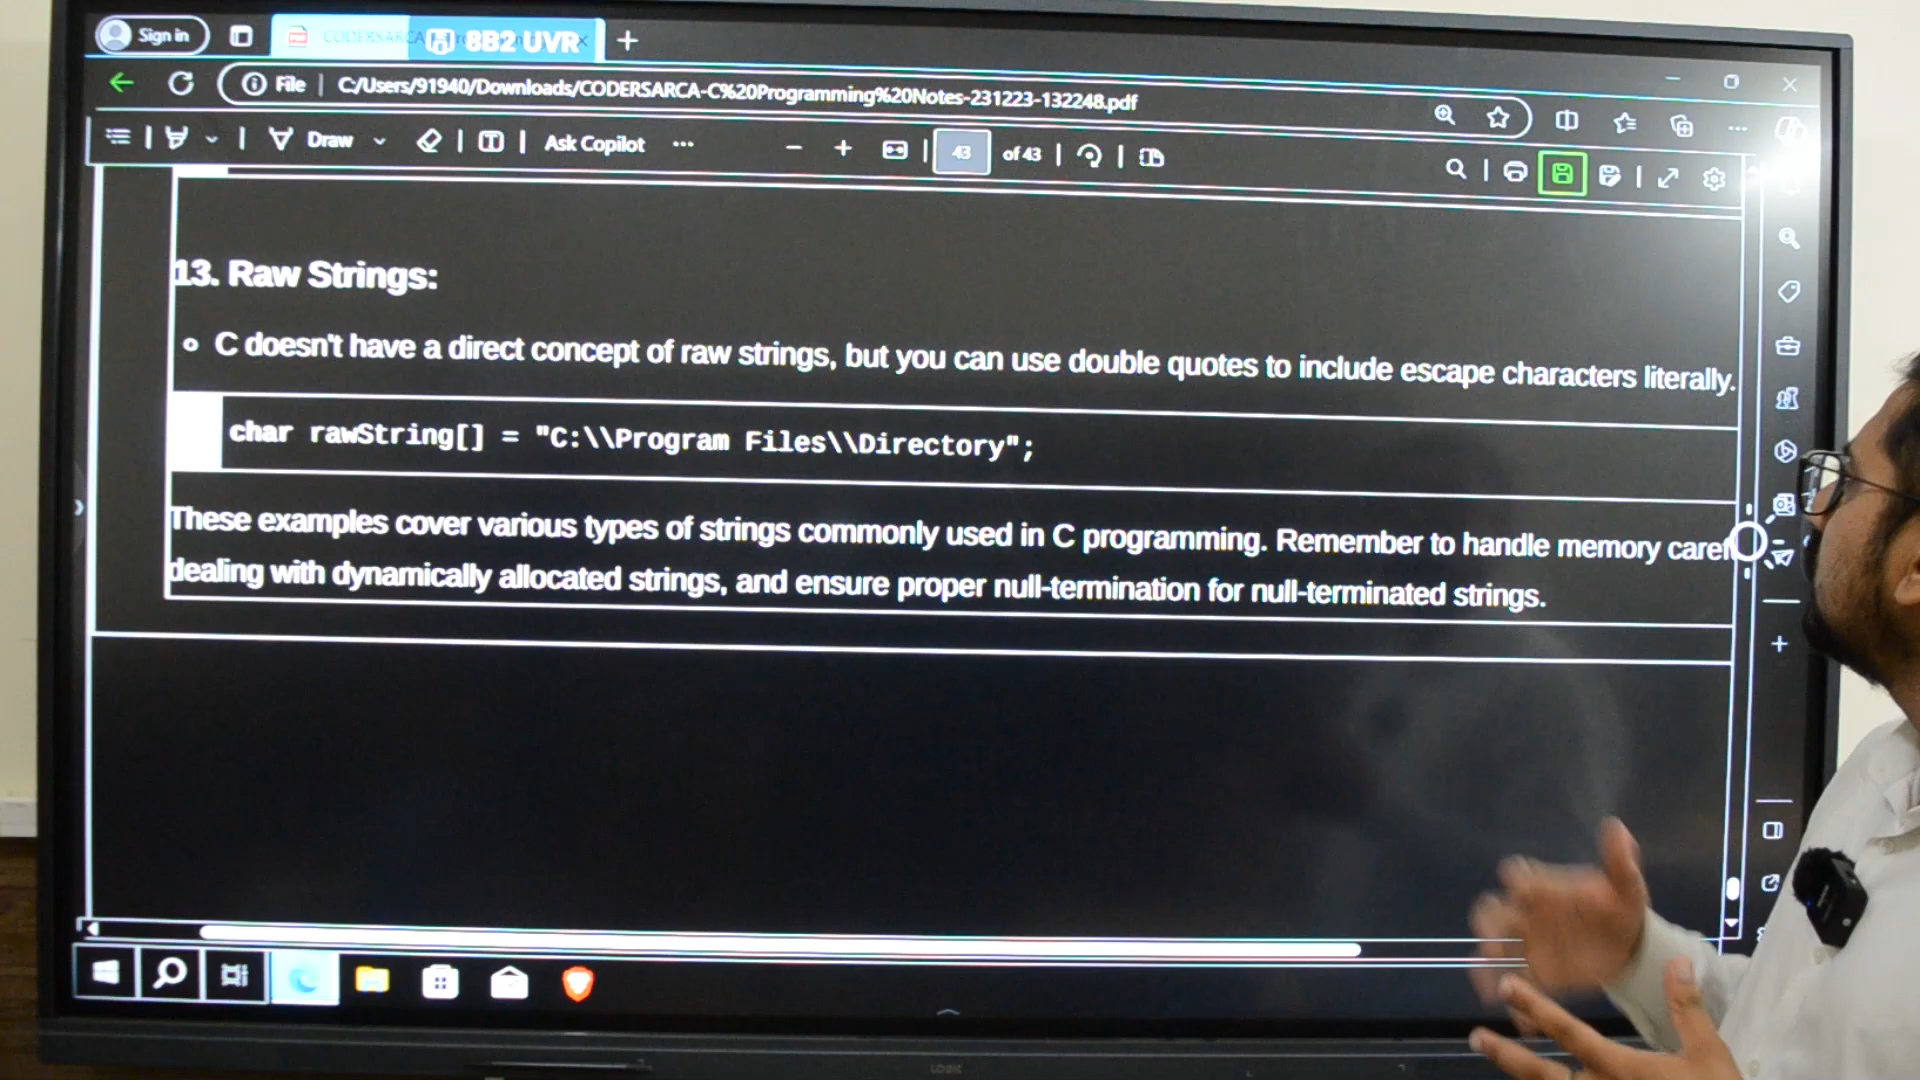 Sign in
8B2 UVR
File | C:/Users/91940/Downloads/CODERSARCA-C%20Programming%20Notes-231223-132248.pdf
Draw
Ask Copilot
43 of 43
13. Raw Strings:
C doesn't have a direct concept of raw strings, but you can use double quotes to include escape characters literally.
char rawString[] = "C:\\Program Files\\Directory";
These examples cover various types of strings commonly used in C programming. Remember to handle memory caref
dealing with dynamically allocated strings, and ensure proper null-termination for null-terminated strings.